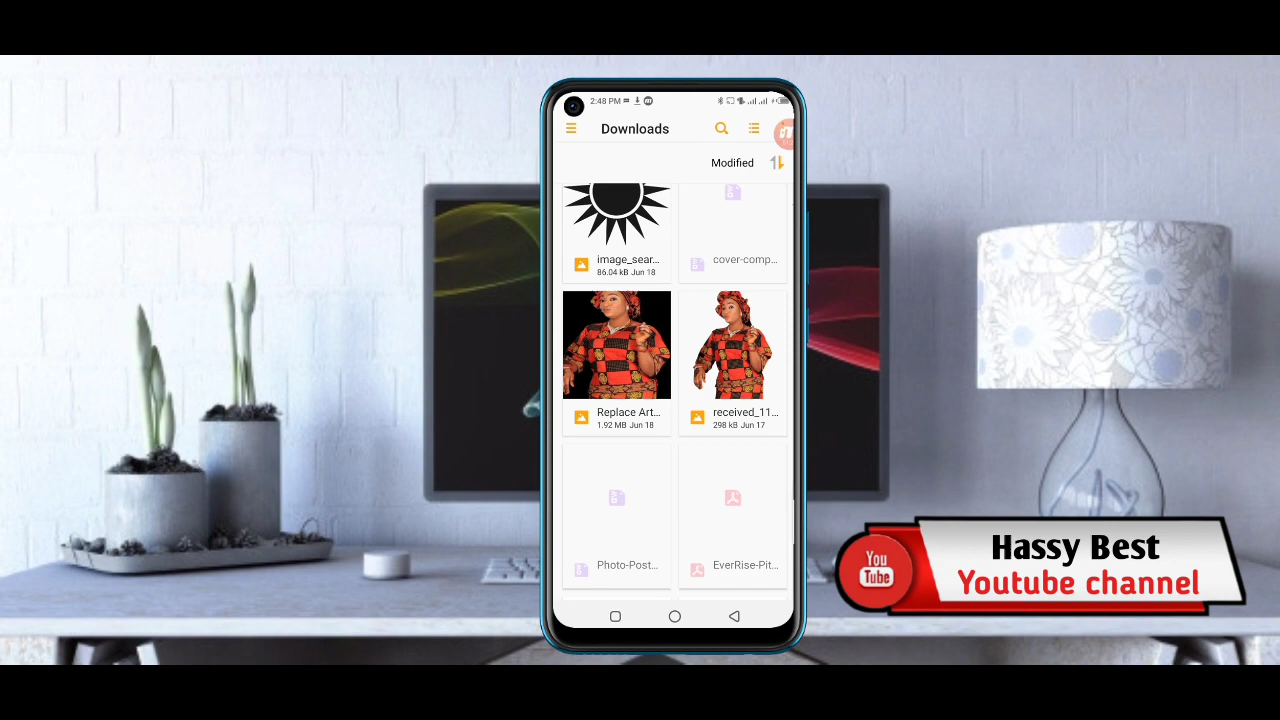 2:48 PM
Downloads
Modified
image_sear...
86.04 kB Jun 18
cover-comp...
Replace Art...
1.92 MB Jun 18
received_11...
298 kB Jun 17
Photo-Post...
EverRise-Pit...
You
Tube
Hassy Best
Youtube channel